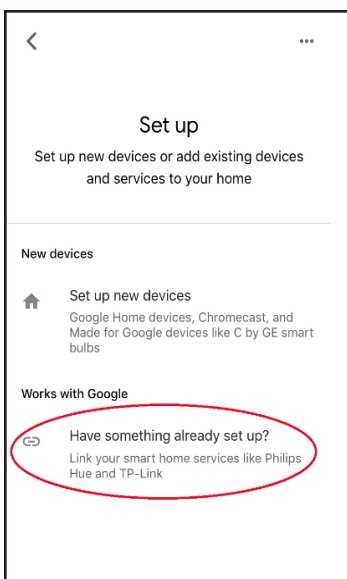 Set up
Set up new devices or add existing devices
and services to your home
New devices
Set up new devices
Google Home devices, Chromecast, and
Made for Google devices like C by GE smart
bulbs
Works with Google
Have something already set up?
Link your smart home services like Philips
Hue and TP-Link